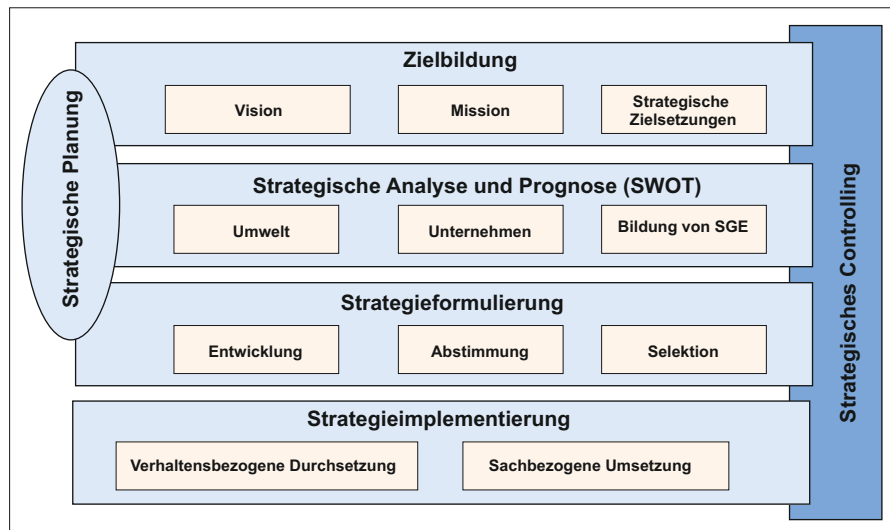 Strategische Planung
Zielbildung
Vision
Mission
Strategische
Zielsetzungen
Strategische Analyse und Prognose (SWOT)
Umwelt
Unternehmen
Bildung von SGE
Strategieformulierung
Entwicklung
Abstimmung
Selektion
Strategieimplementierung
Verhaltensbezogene Durchsetzung
Sachbezogene Umsetzung
Strategisches Controlling